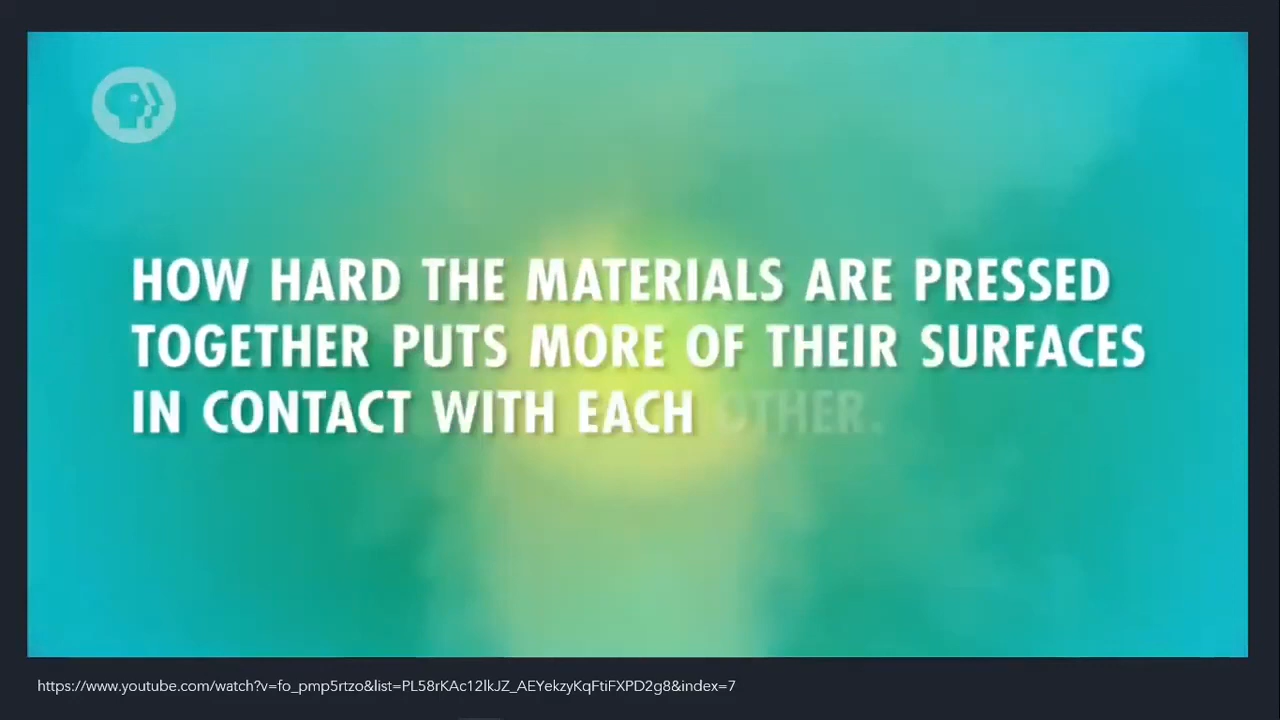 HOW HARD THE MATERIALS ARE PRESSED
TOGETHER PUTS MORE OF THEIR SURFACES
IN CONTACT WITH EACH OTHER.
https://www.youtube.com/watch?v=fo_pmp5rtzo&list=PL58rKAc12lkJZ_AEYekzyKqFtiFXPD2g8&index=7